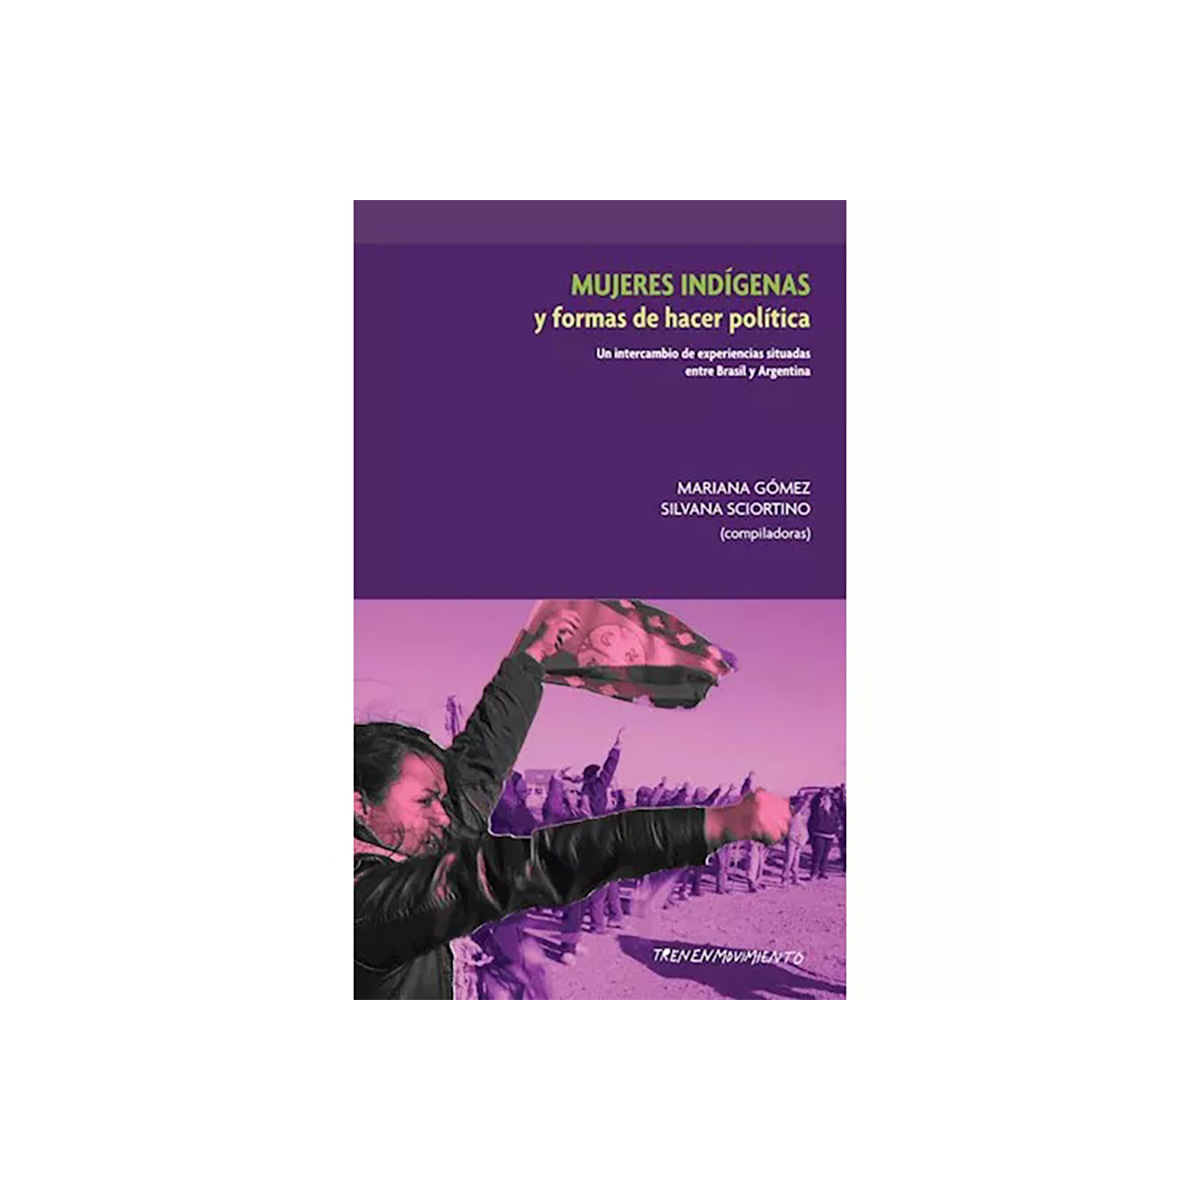 MUJERES INDÍGENAS
y formas de hacer política
Un intercambio de experiencias situadas
entre Brasil y Argentina
MARIANA GÓMEZ
SILVANA SCIORTINO
(compiladoras)
TRENENMOVIMIENTO